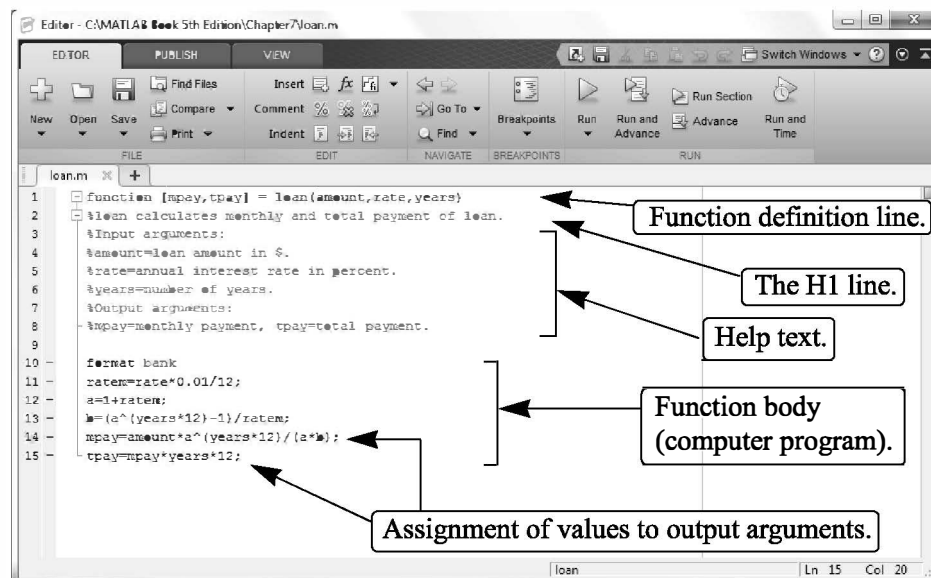 Editor - C:\MATLAB Book 5th Edition\Chapter7\loan.m
EDITOR PUBLISH VIEW Switch Windows
New Open Save
Find Files
Compare
Print
FILE
Insert fx
Comment
Indent
EDIT
Go To
Find
NAVIGATE
Breakpoints
BREAKPOINTS
Run
Run and Advance
Run Section
Advance
Run and Time
RUN
loan.m
1 function [mpay,tpay] = loan(amount,rate,years)
2 %loan calculates monthly and total payment of loan.
3 %Input arguments:
4 %amount=loan amount in $.
5 %rate=annual interest rate in percent.
6 %years=number of years.
7 %Output arguments:
8 %mpay=monthly payment, tpay=total payment.
9
10 format bank
11 ratem=rate*0.01/12;
12 a=1+ratem;
13 b=(a^(years*12)-1)/ratem;
14 mpay=amount*a^(years*12)/(a*b);
15 tpay=mpay*years*12;
Function definition line.
The H1 line.
Help text.
Function body
(computer program).
Assignment of values to output arguments.
loan Ln 15 Col 20